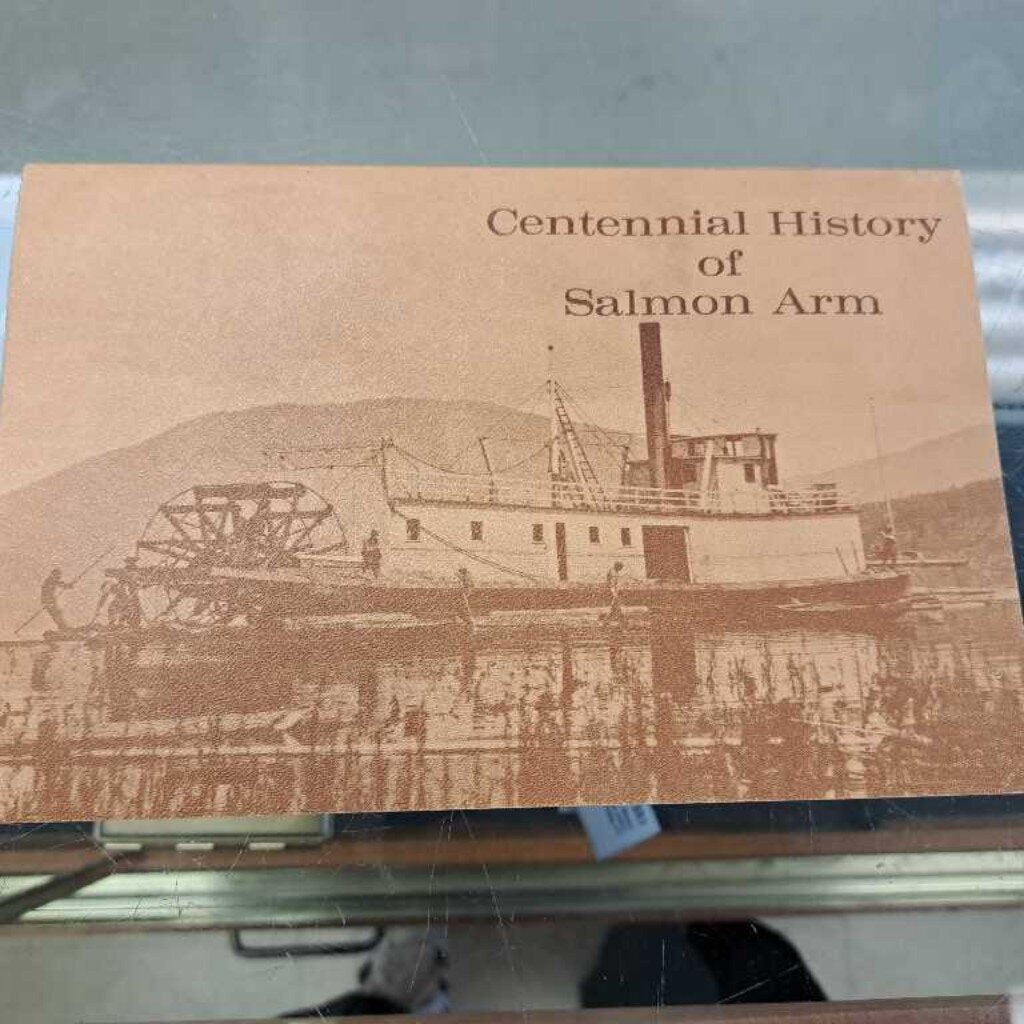 Centennial History
of
Salmon Arm